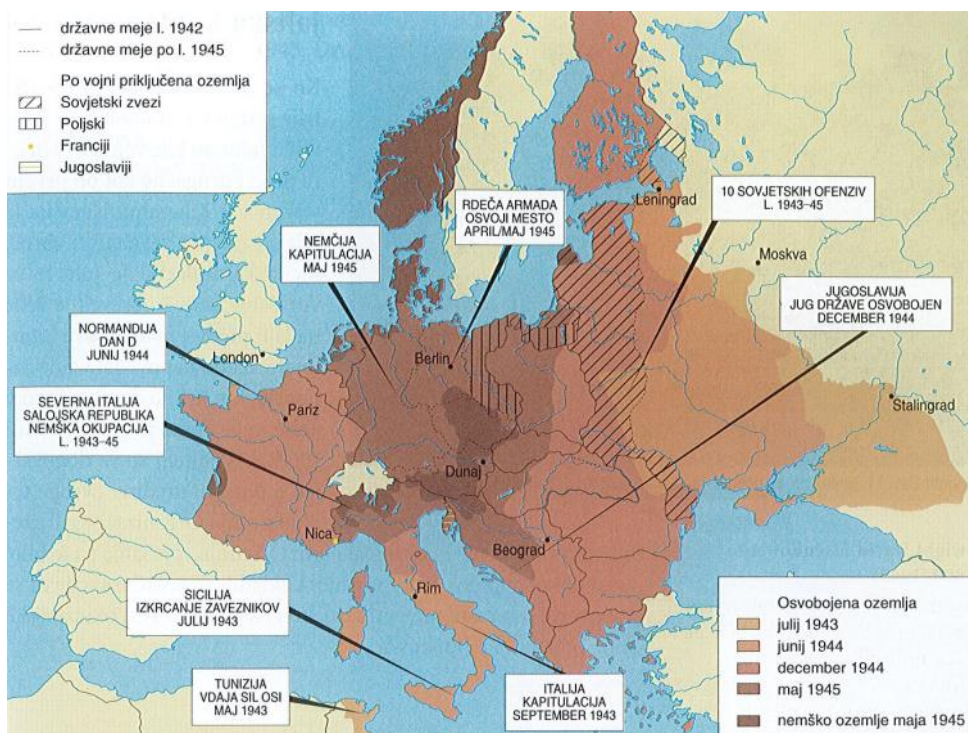 državne meje l. 1942
državne meje po l. 1945
Po vojni priključena ozemlja
Sovjetski zvezi
Poljski
Franciji
Jugoslaviji
RDEČA ARMADA
OSVOJI MESTO
APRIL/MAJ 1945
10 SOVJETSKIH OFENZIV
L. 1943–45
Leningrad
NEMČIJA
KAPITULACIJA
MAJ 1945
Moskva
JUGOSLAVIJA
JUG DRŽAVE OSVOBOJEN
DECEMBER 1944
NORMANDIJA
DAN D
JUNIJ 1944
London
Berlin
SEVERNA ITALIJA
SALOJSKA REPUBLIKA
NEMŠKA OKUPACIJA
L. 1943–45
Pariz
Stalingrad
Dunaj
Nica
Beograd
Rim
SICILIJA
IZKRCANJE ZAVEZNIKOV
JULIJ 1943
TUNIZIJA
VDAJA SIL OSI
MAJ 1943
ITALIJA
KAPITULACIJA
SEPTEMBER 1943
Osvobojena ozemlja
julij 1943
junij 1944
december 1944
maj 1945
nemško ozemlje maja 1945